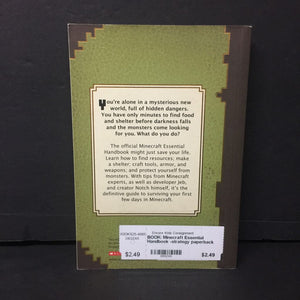 You're alone in a mysterious new
world, full of hidden dangers.
You have only minutes to find food
and shelter before darkness falls
and the monsters come looking
for you. What do you do?
The official Minecraft Essential
Handbook might just save your life.
Learn how to find resources; make
a shelter; craft tools, armor, and
weapons; and protect yourself from
monsters. With tips from Minecraft
experts, as well as developer Jeb,
and creator Notch himself, it's
the definitive guide to surviving your
first few days in Minecraft.
Encore Kids Consignment
BOOK: Minecraft Essential
Handbook -strategy paperback
$2.49
$2.49